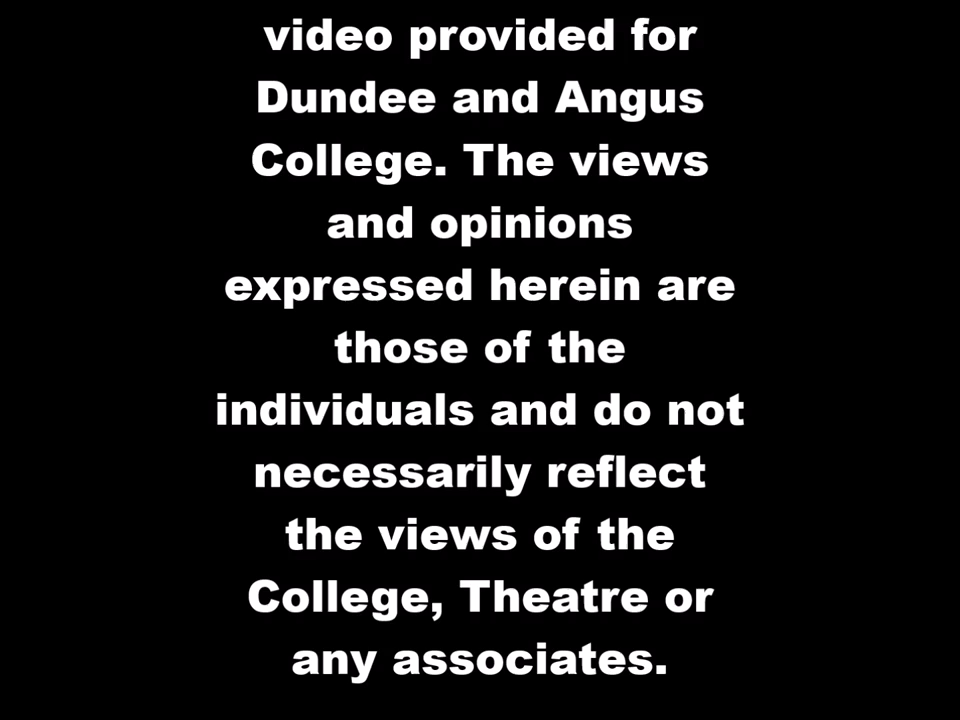 video provided for
Dundee and Angus
College. The views
and opinions
expressed herein are
those of the
individuals and do not
necessarily reflect
the views of the
College, Theatre or
any associates.